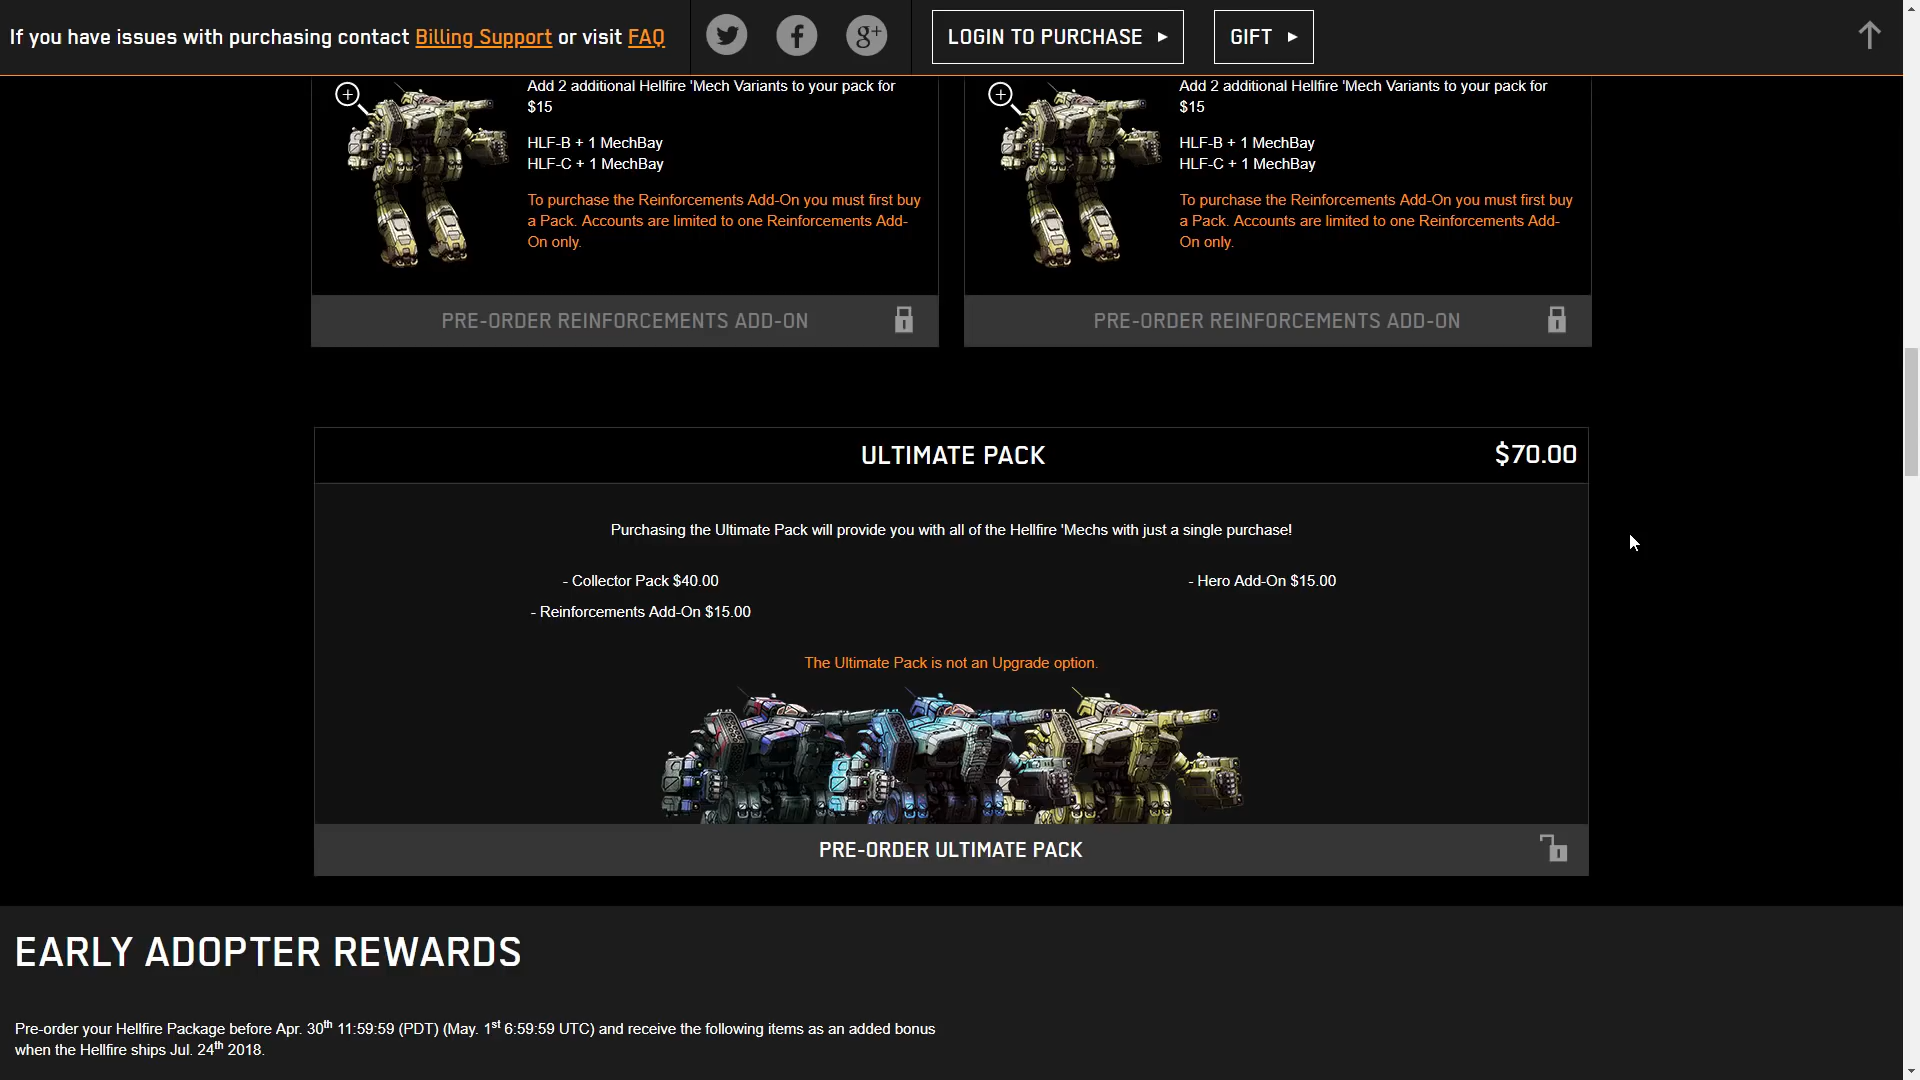 If you have issues with purchasing contact Billing Support or visit FAQ
g+
LOGIN TO PURCHASE ►
GIFT ►
Add 2 additional Hellfire 'Mech Variants to your pack for
$15
HLF-B + 1 MechBay
HLF-C + 1 MechBay
To purchase the Reinforcements Add-On you must first buy
a Pack. Accounts are limited to one Reinforcements Add-
On only.
PRE-ORDER REINFORCEMENTS ADD-ON
Add 2 additional Hellfire 'Mech Variants to your pack for
$15
HLF-B + 1 MechBay
HLF-C + 1 MechBay
To purchase the Reinforcements Add-On you must first buy
a Pack. Accounts are limited to one Reinforcements Add-
On only.
PRE-ORDER REINFORCEMENTS ADD-ON
ULTIMATE PACK $70.00
Purchasing the Ultimate Pack will provide you with all of the Hellfire 'Mechs with just a single purchase!
- Collector Pack $40.00
- Hero Add-On $15.00
- Reinforcements Add-On $15.00
The Ultimate Pack is not an Upgrade option.
PRE-ORDER ULTIMATE PACK
EARLY ADOPTER REWARDS
Pre-order your Hellfire Package before Apr. 30th 11:59:59 (PDT) (May. 1st 6:59:59 UTC) and receive the following items as an added bonus
when the Hellfire ships Jul. 24th 2018.